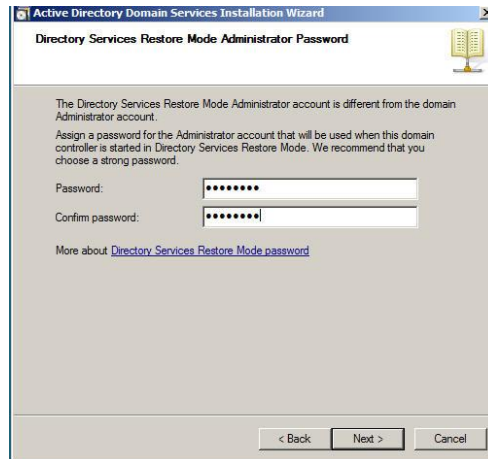 Active Directory Domain Services Installation Wizard
Directory Services Restore Mode Administrator Password
The Directory Services Restore Mode Administrator account is different from the domain
Administrator account.
Assign a password for the Administrator account that will be used when this domain
controller is started in Directory Services Restore Mode. We recommend that you
choose a strong password.
Password: ••••••••
Confirm password: ••••••••
More about Directory Services Restore Mode password
< Back Next > Cancel